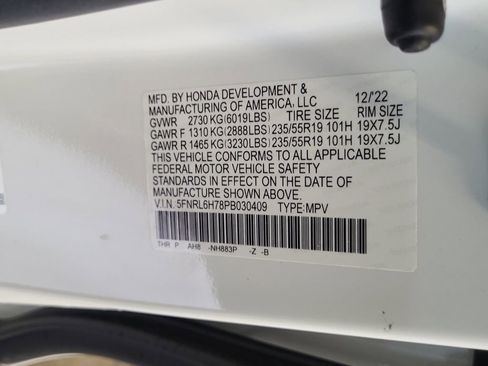 MFD. BY HONDA DEVELOPMENT & 12/'22
MANUFACTURING OF AMERICA, LLC
GVWR 2730 KG(6019LBS) TIRE SIZE RIM SIZE
GAWR F 1310 KG(2888LBS) 235/55R19 101H 19X7.5J
GAWR R 1465 KG(3230LBS) 235/55R19 101H 19X7.5J
THIS VEHICLE CONFORMS TO ALL APPLICABLE
FEDERAL MOTOR VEHICLE SAFETY
STANDARDS IN EFFECT ON THE DATE OF
MANUFACTURE SHOWN ABOVE.
V.I.N. 5FNRL6H78PB030409 TYPE:MPV
THR P AH8 -NH883P -Z -B